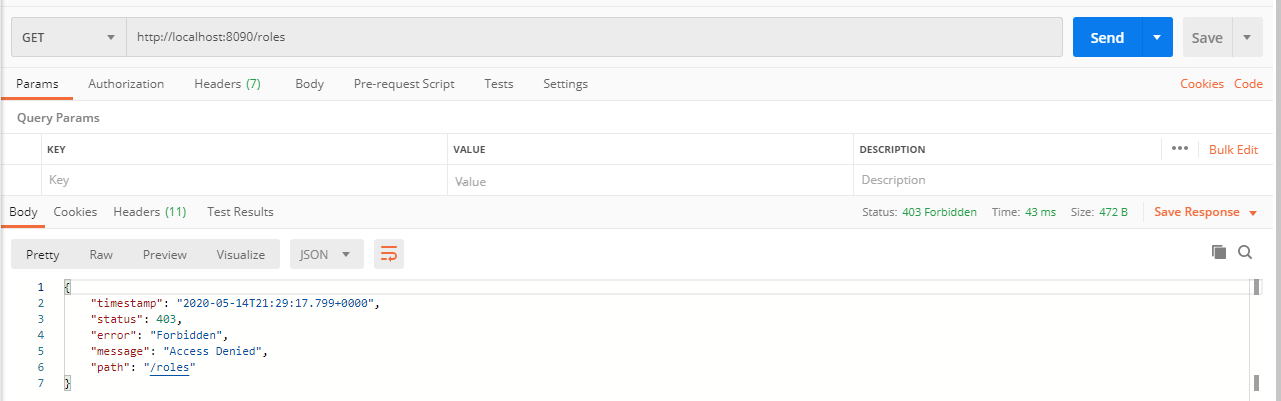 GET http://localhost:8090/roles Send Save
Params Authorization Headers (7) Body Pre-request Script Tests Settings Cookies Code
Query Params
KEY VALUE DESCRIPTION ••• Bulk Edit
Key Value Description
Body Cookies Headers (11) Test Results Status: 403 Forbidden Time: 43 ms Size: 472 B Save Response
Pretty Raw Preview Visualize JSON
1 {
2 "timestamp": "2020-05-14T21:29:17.799+0000",
3 "status": 403,
4 "error": "Forbidden",
5 "message": "Access Denied",
6 "path": "/roles"
7 }